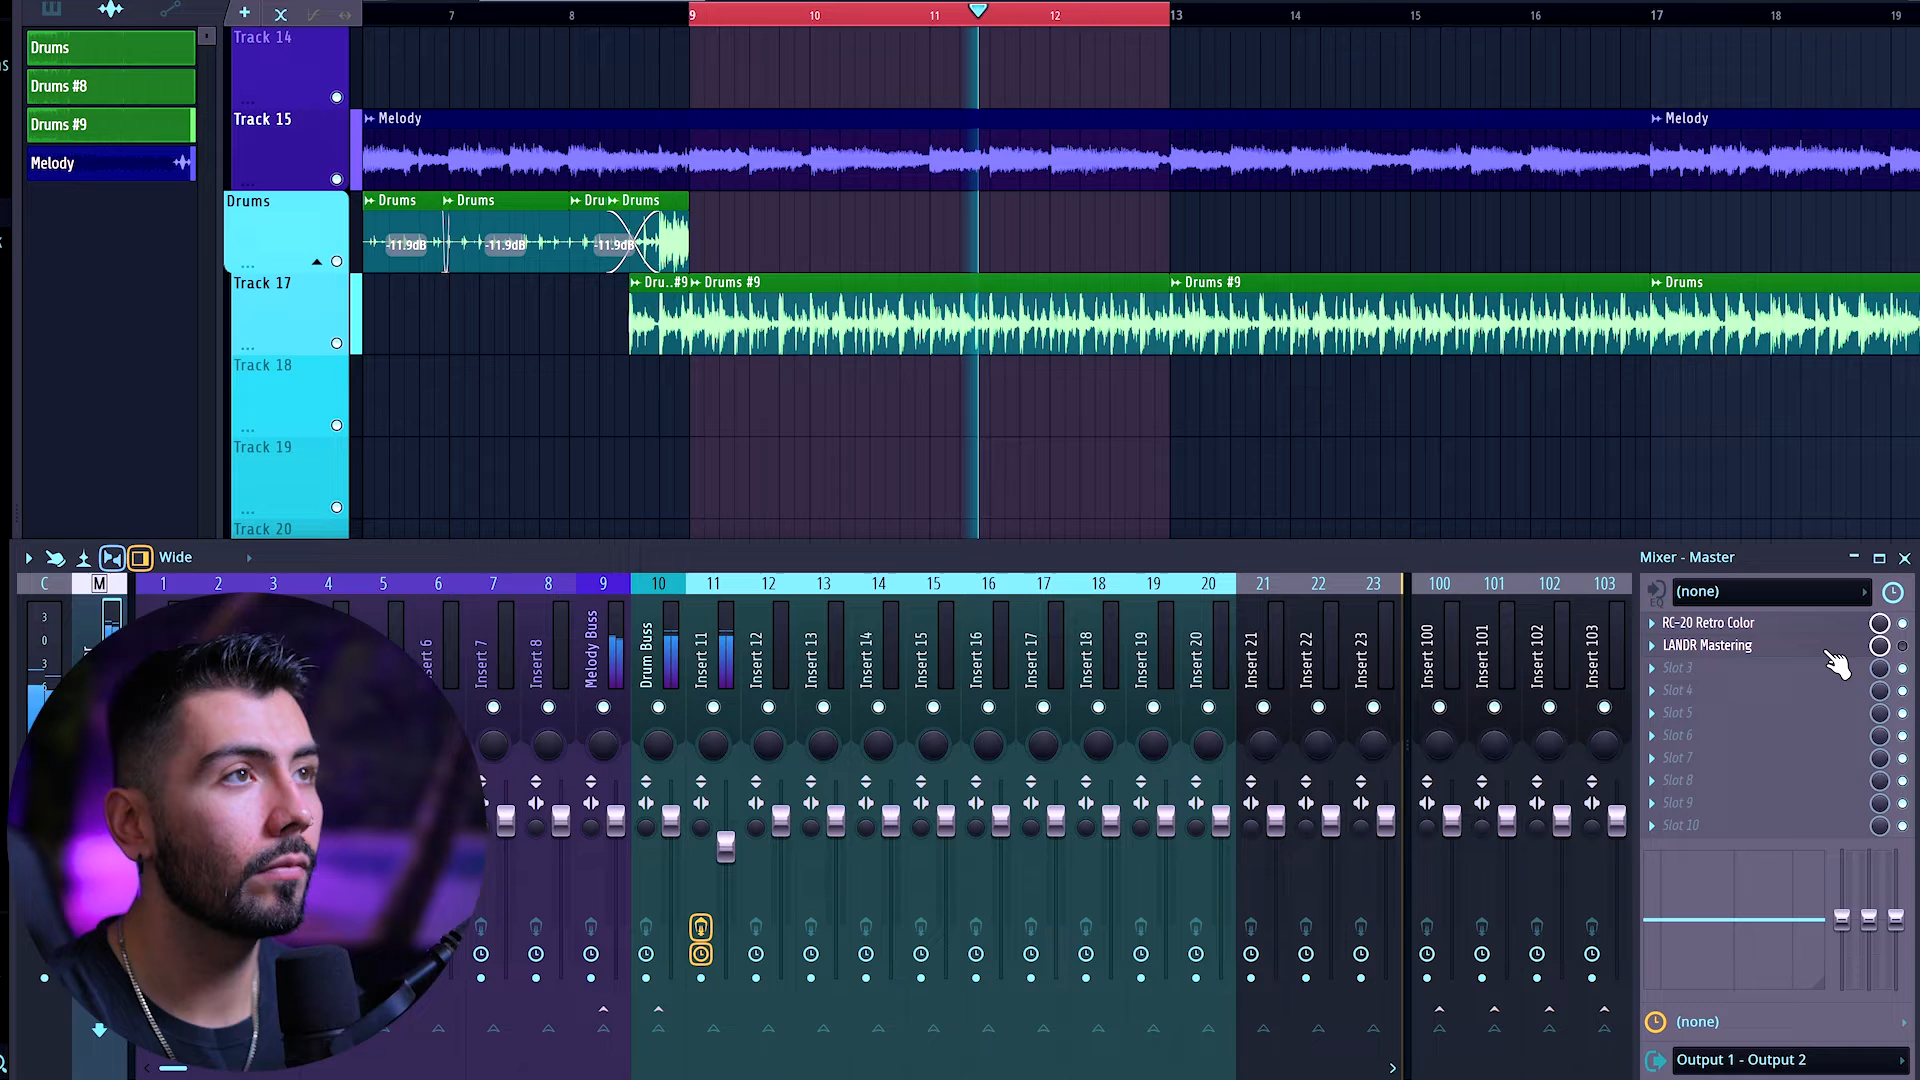 7 8 9 10 11 12 13 14 15 16 17 18 19
Drums
Drums #8
Drums #9
Melody
Track 14
Track 15
Melody
Melody
Drums
Drums
Drums
Dru
Drums
-11.9dB
-11.9dB
-11.9dB
Track 17
Dru..#9
Drums #9
Drums #9
Drums
Track 18
Track 19
Track 20
Wide
Mixer - Master
C M 1 2 3 4 5 6 7 8 9 10 11 12 13 14 15 16 17 18 19 20 21 22 23 100 101 102 103
3
0
3
Insert 7
Insert 8
Melody Buss
Drum Buss
Insert 11
Insert 12
Insert 13
Insert 14
Insert 15
Insert 16
Insert 17
Insert 18
Insert 19
Insert 20
Insert 21
Insert 22
Insert 23
Insert 100
Insert 101
Insert 102
Insert 103
EQ
(none)
RC-20 Retro Color
LANDR Mastering
Slot 3
Slot 4
Slot 5
Slot 6
Slot 7
Slot 8
Slot 9
Slot 10
(none)
Output 1 - Output 2